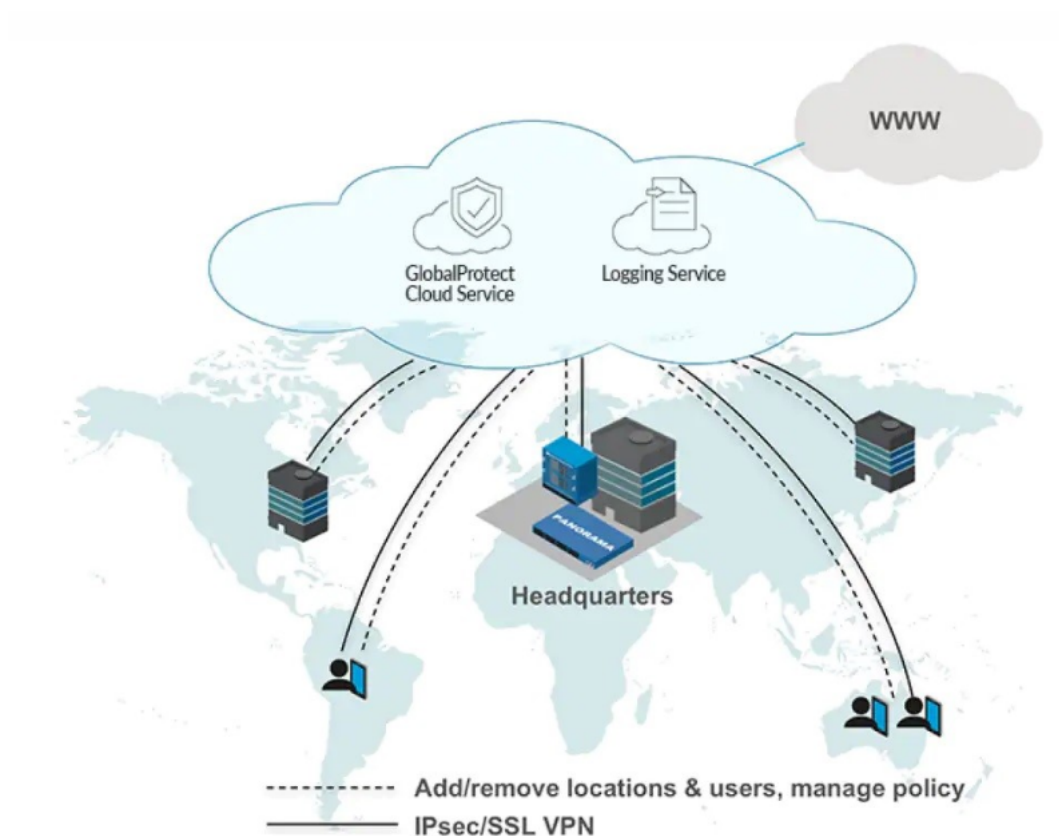 WWW
GlobalProtect
Cloud Service
Logging Service
PANORAMA
Headquarters
Add/remove locations & users, manage policy
IPsec/SSL VPN